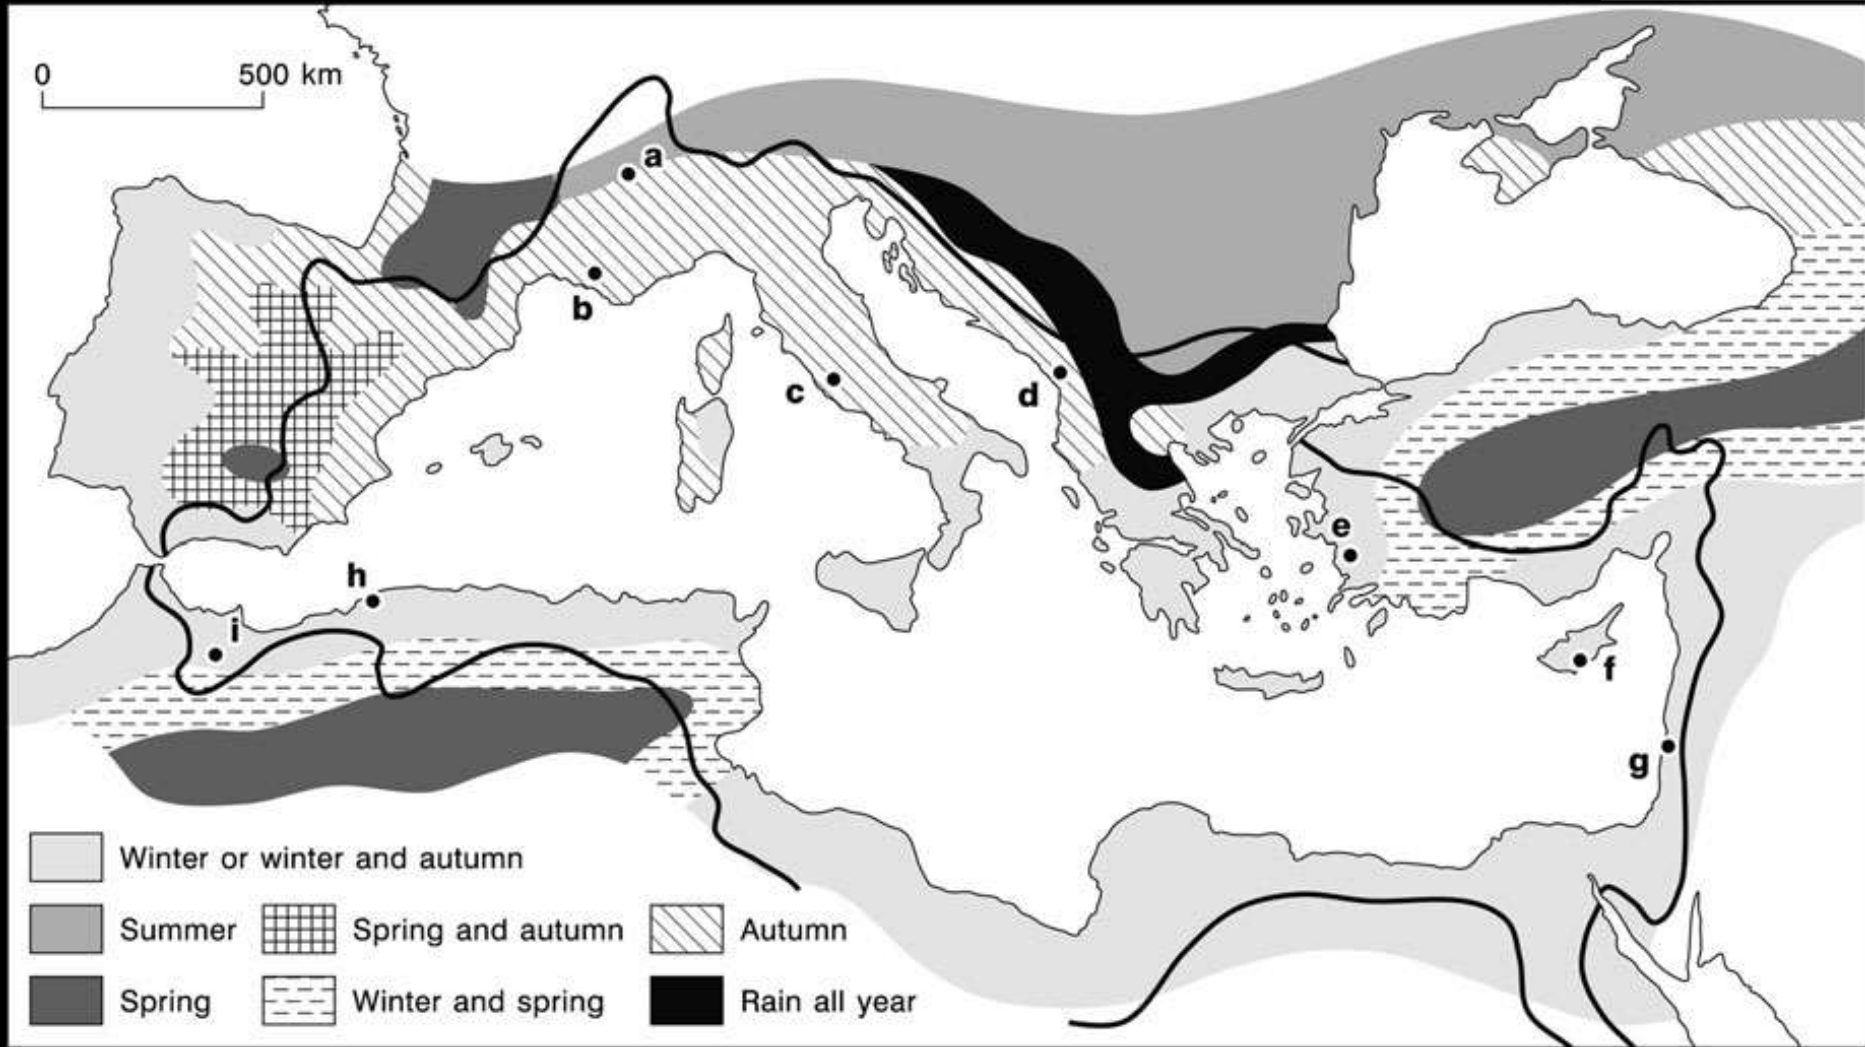 0 500 km
a
b
c
d
e
h
i
f
g
Winter or winter and autumn
Summer
Spring and autumn
Autumn
Spring
Winter and spring
Rain all year